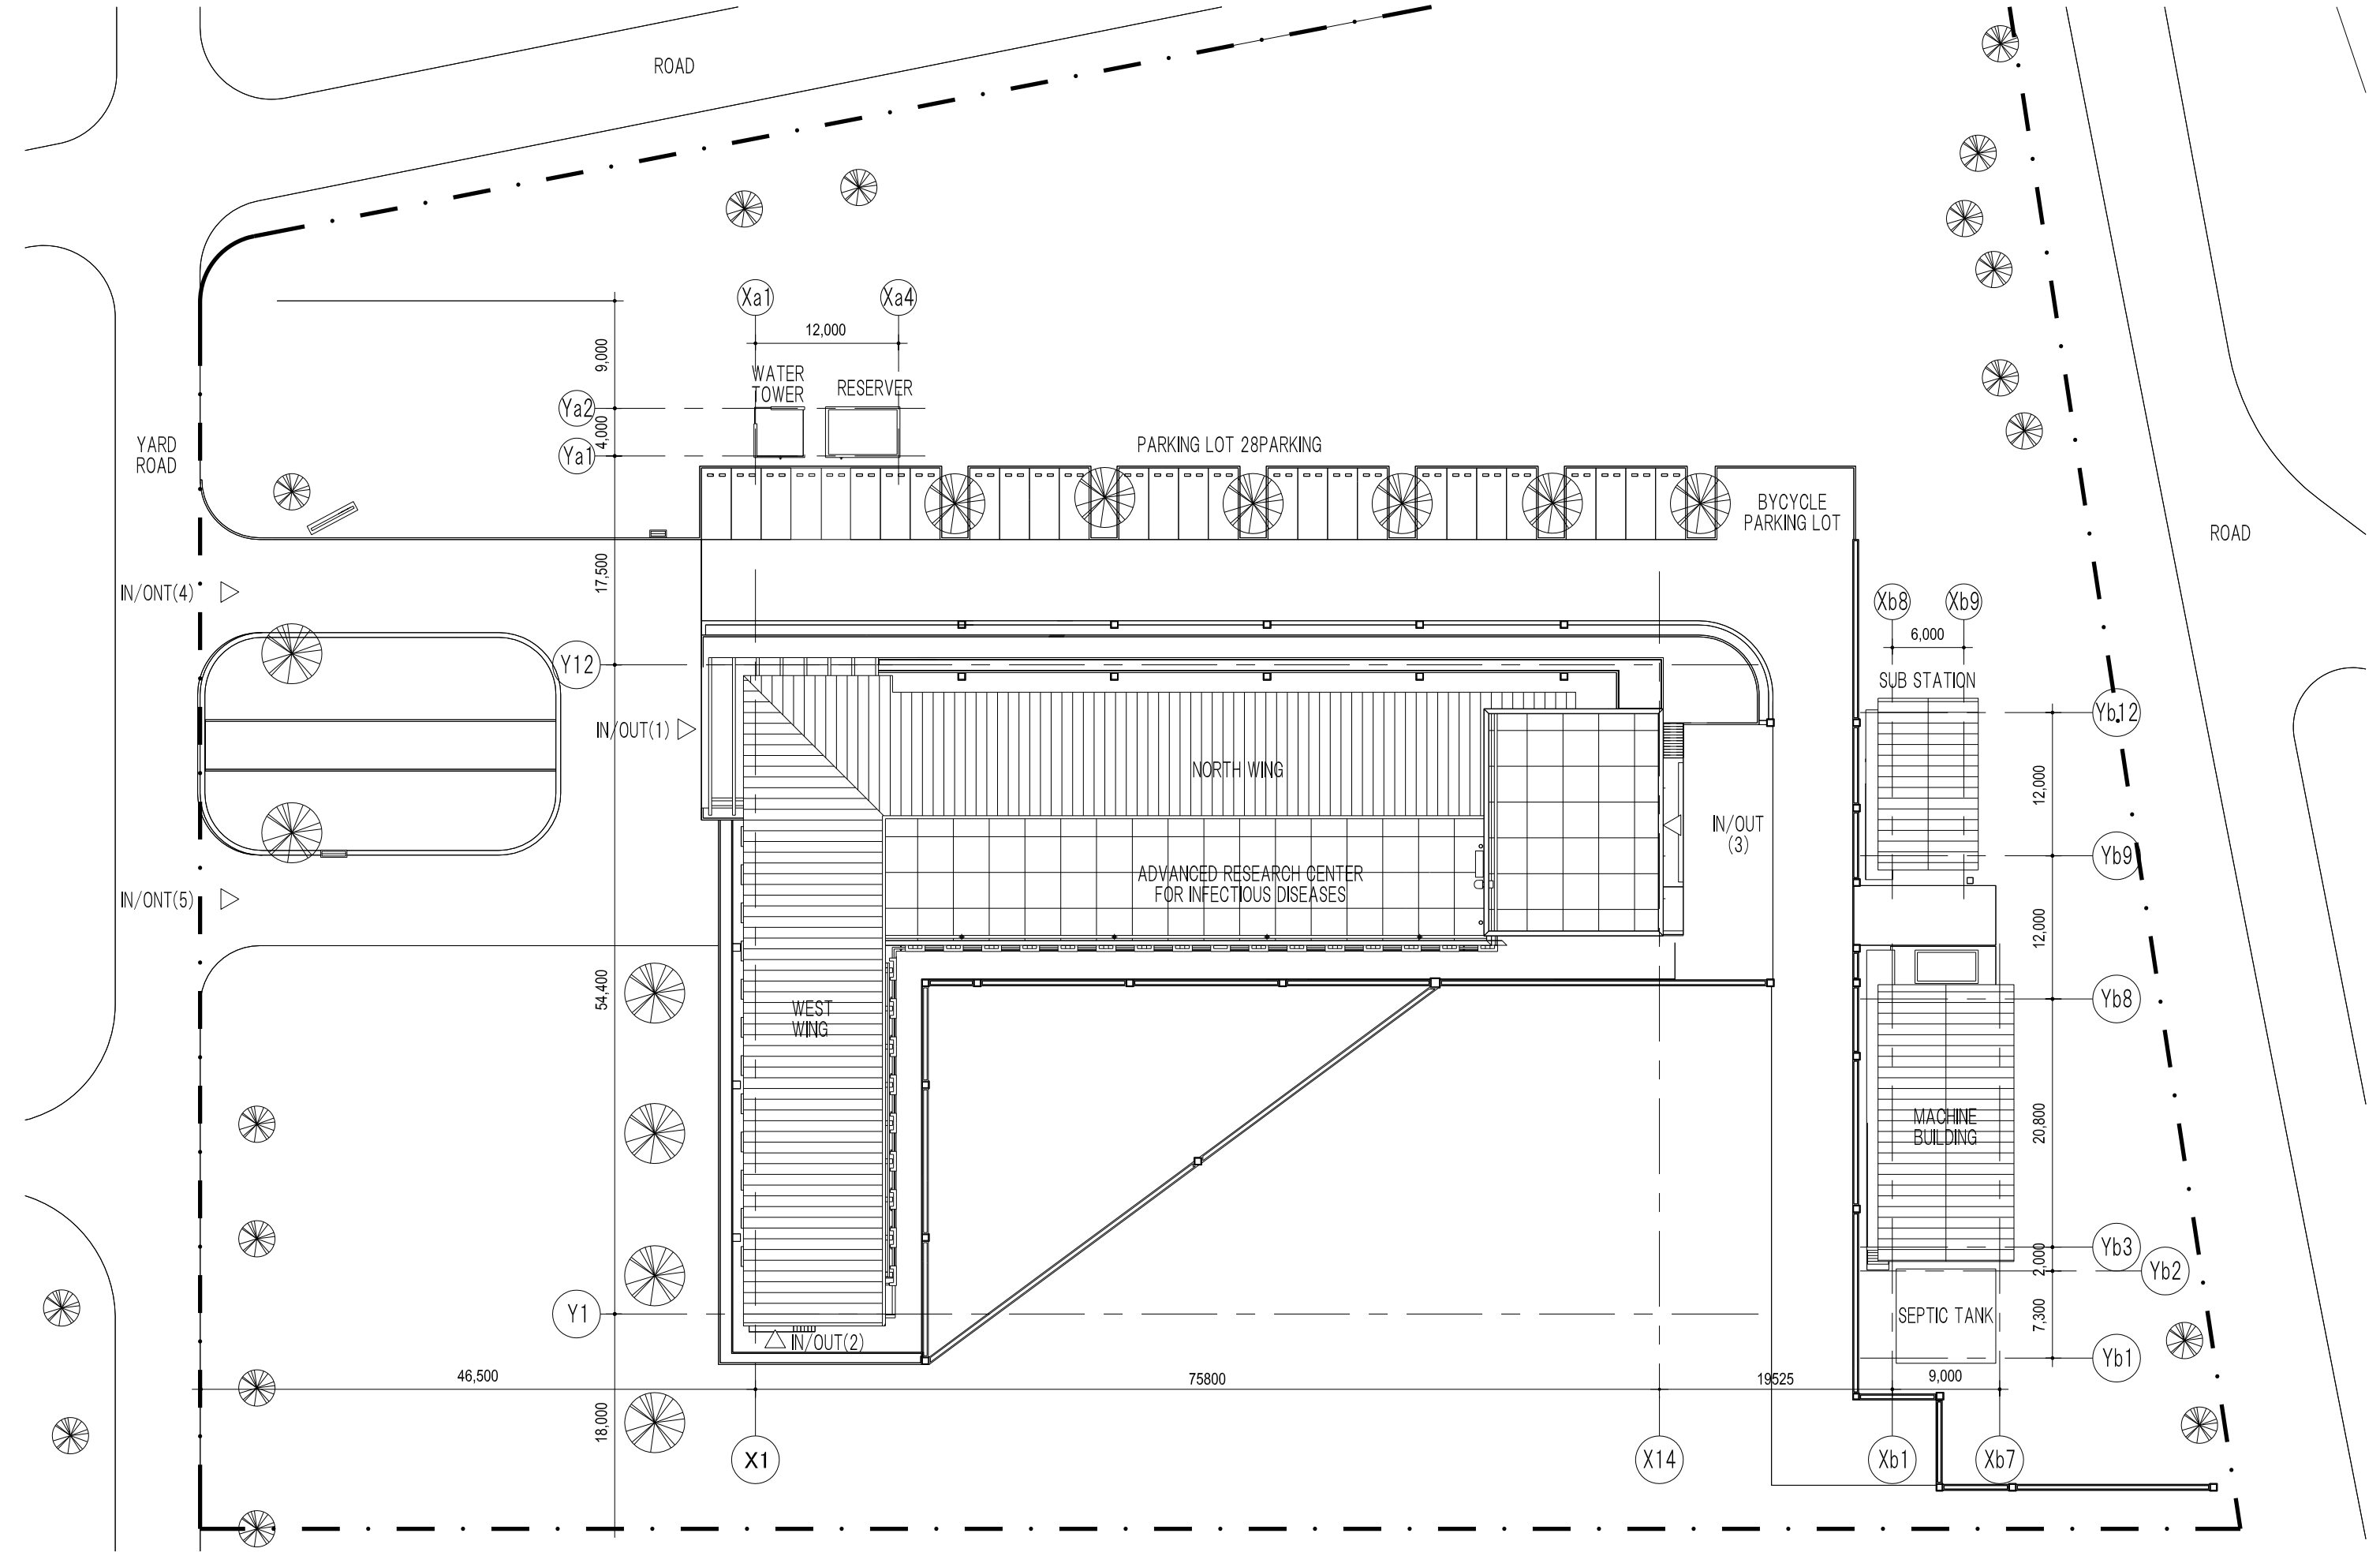 ROAD
Xa1
Xa4
12,000
9,000
WATER
TOWER
RESERVER
Ya2
4,000
Ya1
YARD
ROAD
PARKING LOT 28PARKING
BYCYCLE
PARKING LOT
ROAD
17,500
IN/ONT(4)
Xb8
Xb9
6,000
Y12
SUB STATION
Yb12
IN/OUT(1)
NORTH WING
12,000
IN/OUT
(3)
Yb9
ADVANCED RESEARCH CENTER
FOR INFECTIOUS DISEASES
IN/ONT(5)
12,000
54,400
WEST
WING
Yb8
MACHINE
BUILDING
20,800
Yb3
2,000
Yb2
Y1
SEPTIC TANK
7,300
IN/OUT(2)
Yb1
46,500
75800
19525
9,000
18,000
X1
X14
Xb1
Xb7